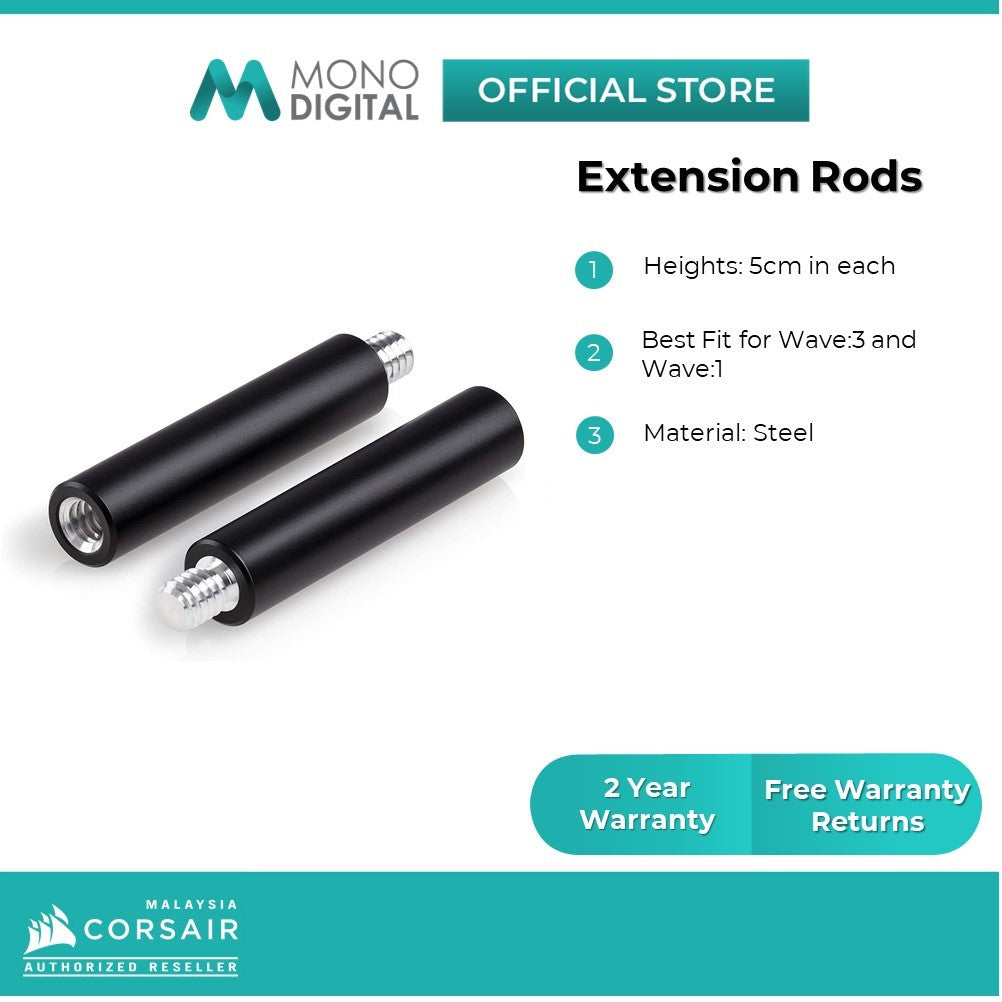 MONO
DIGITAL
OFFICIAL STORE
Extension Rods
1
Heights: 5cm in each
2
Best Fit for Wave:3 and
Wave:1
3
Material: Steel
2 Year
Warranty
Free Warranty
Returns
MALAYSIA
CORSAIR
AUTHORIZED RESELLER